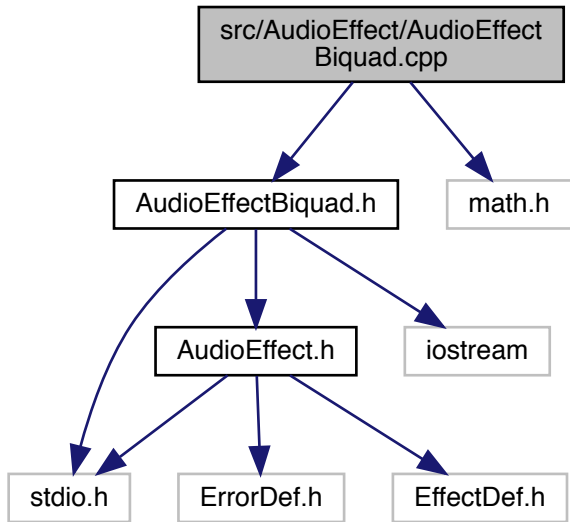 src/AudioEffect/AudioEffect
Biquad.cpp
AudioEffectBiquad.h
math.h
AudioEffect.h
iostream
stdio.h
ErrorDef.h
EffectDef.h